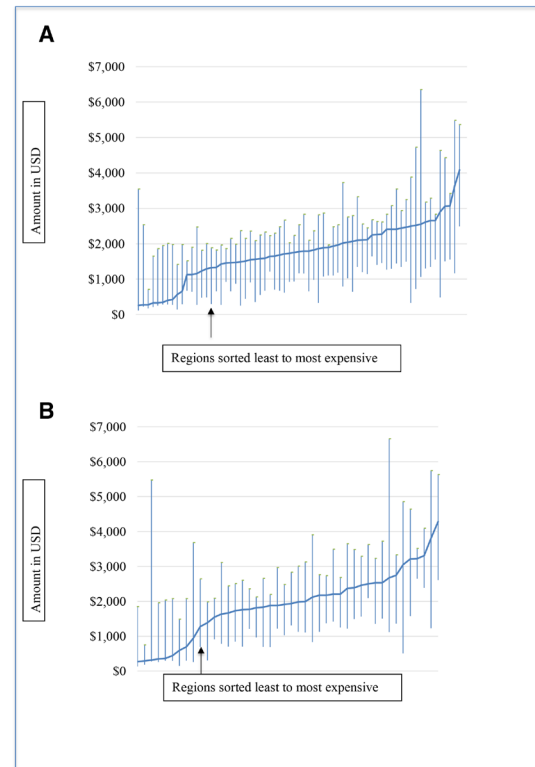 A
$7,000
$6,000
$5,000
$4,000
$3,000
$2,000
$1,000
$0
Amount in USD
Regions sorted least to most expensive
B
$7,000
$6,000
$5,000
$4,000
$3,000
$2,000
$1,000
$0
Amount in USD
Regions sorted least to most expensive